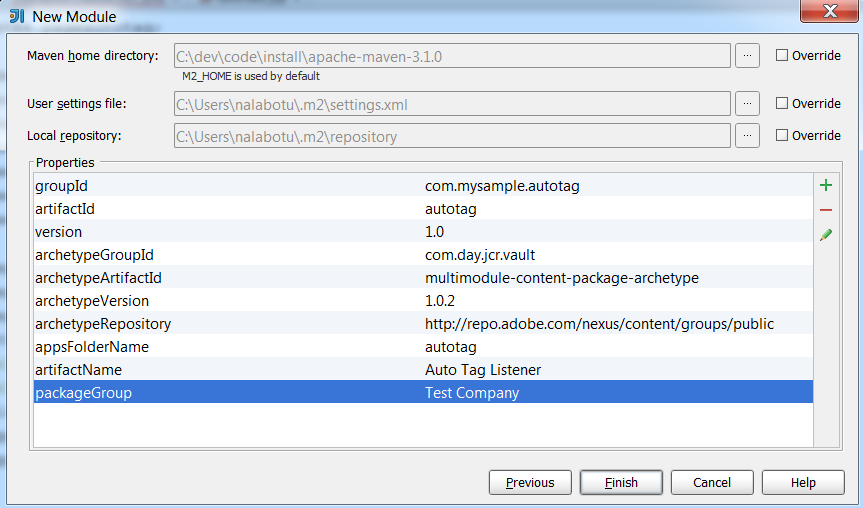 New Module
Maven home directory: C:\dev\code\install\apache-maven-3.1.0 ... Override
M2_HOME is used by default
User settings file: C:\Users\nalabotu\.m2\settings.xml ... Override
Local repository: C:\Users\nalabotu\.m2\repository ... Override
Properties
groupId com.mysample.autotag
artifactId autotag
version 1.0
archetypeGroupId com.day.jcr.vault
archetypeArtifactId multimodule-content-package-archetype
archetypeVersion 1.0.2
archetypeRepository http://repo.adobe.com/nexus/content/groups/public
appsFolderName autotag
artifactName Auto Tag Listener
packageGroup Test Company
Previous Finish Cancel Help